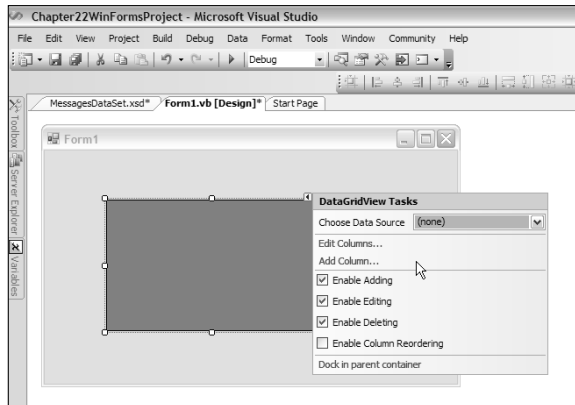 Chapter22WinFormsProject - Microsoft Visual Studio
File Edit View Project Build Debug Data Format Tools Window Community Help
Debug
MessagesDataSet.xsd* Form1.vb [Design]* Start Page
Toolbox
Server Explorer
Variables
Form1
DataGridView Tasks
Choose Data Source (none)
Edit Columns...
Add Column...
Enable Adding
Enable Editing
Enable Deleting
Enable Column Reordering
Dock in parent container